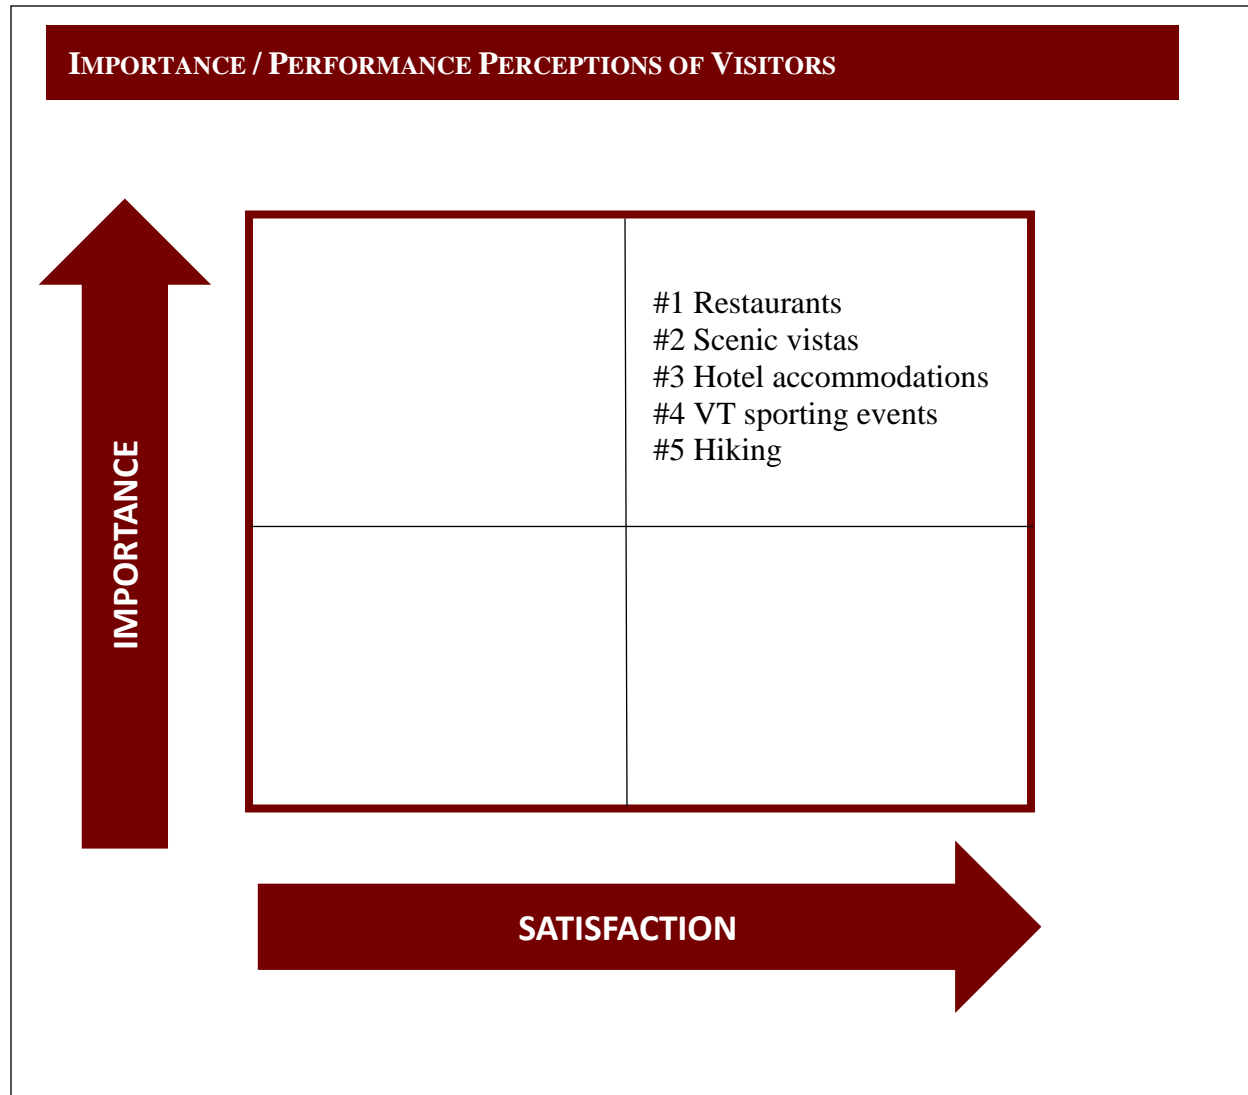 IMPORTANCE / PERFORMANCE PERCEPTIONS OF VISITORS
#1 Restaurants
#2 Scenic vistas
#3 Hotel accommodations
#4 VT sporting events
#5 Hiking
IMPORTANCE
SATISFACTION